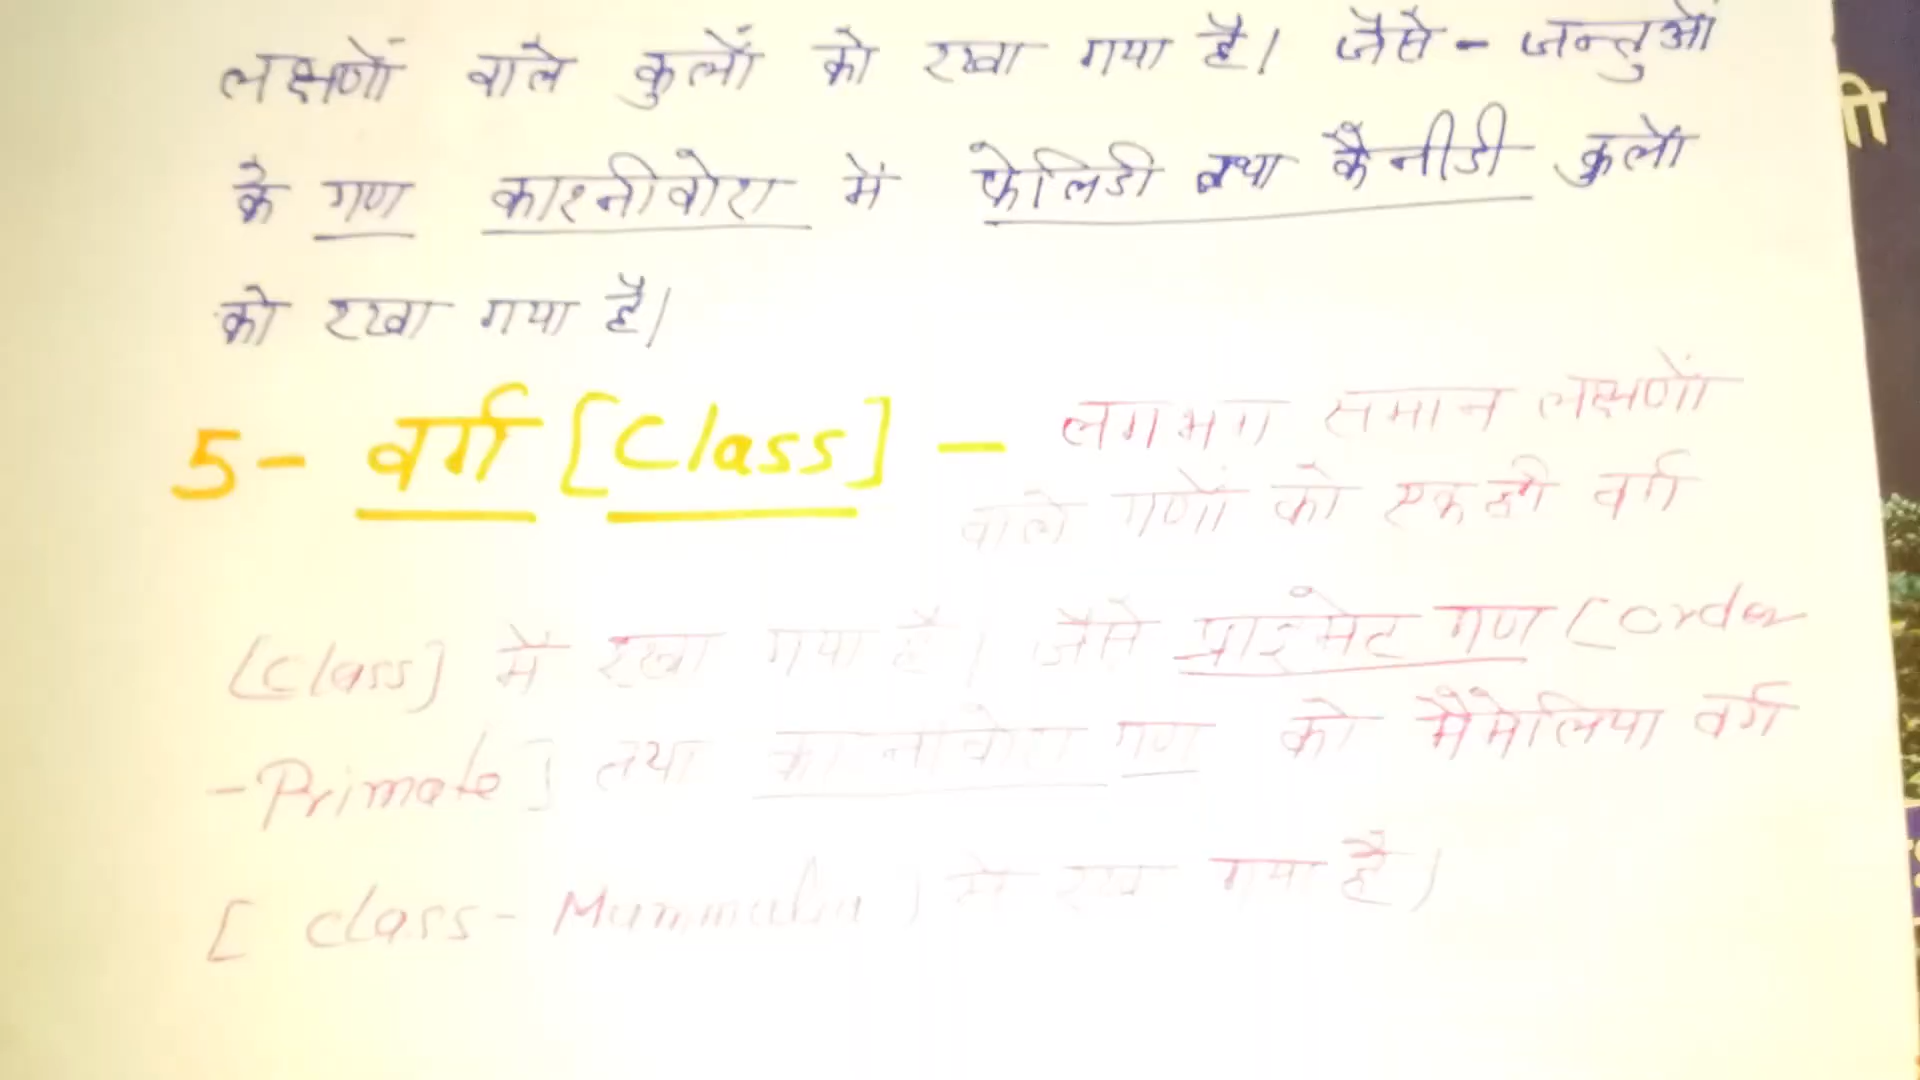 लक्षणों वाले कुलों को रखा गया है। जैसे - जन्तुओं
के गण कारनीवोरा में फेलिडी तथा कैनीडी कुलों
को रखा गया है।
5- वर्ग [Class] - लगभग समान लक्षणों
वाले गणों को एक ही वर्ग
[Class] में रखा गया है। जैसे प्राइमेट गण [Order
-Primate] तथा कारनीवोरा गण को मैमेलिया वर्ग
[ class- Mammalia ] में रखा गया है।